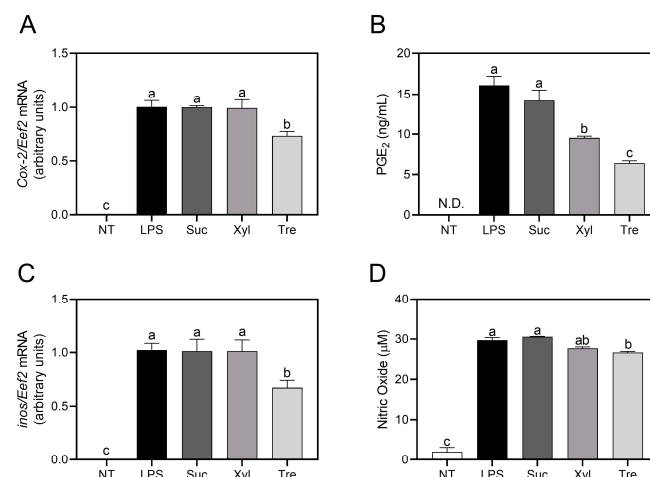 A
Cox-2/Eef2 mRNA
(arbitrary units)
1.5
1.0
0.5
0.0
c
a
a
a
b
NT LPS Suc Xyl Tre
B
PGE₂ (ng/mL)
20
15
10
5
0
N.D.
a
a
b
c
NT LPS Suc Xyl Tre
C
inos/Eef2 mRNA
(arbitrary units)
1.5
1.0
0.5
0.0
c
a
a
a
b
NT LPS Suc Xyl Tre
D
Nitric Oxide (μM)
40
30
20
10
0
c
a
a
ab
b
NT LPS Suc Xyl Tre